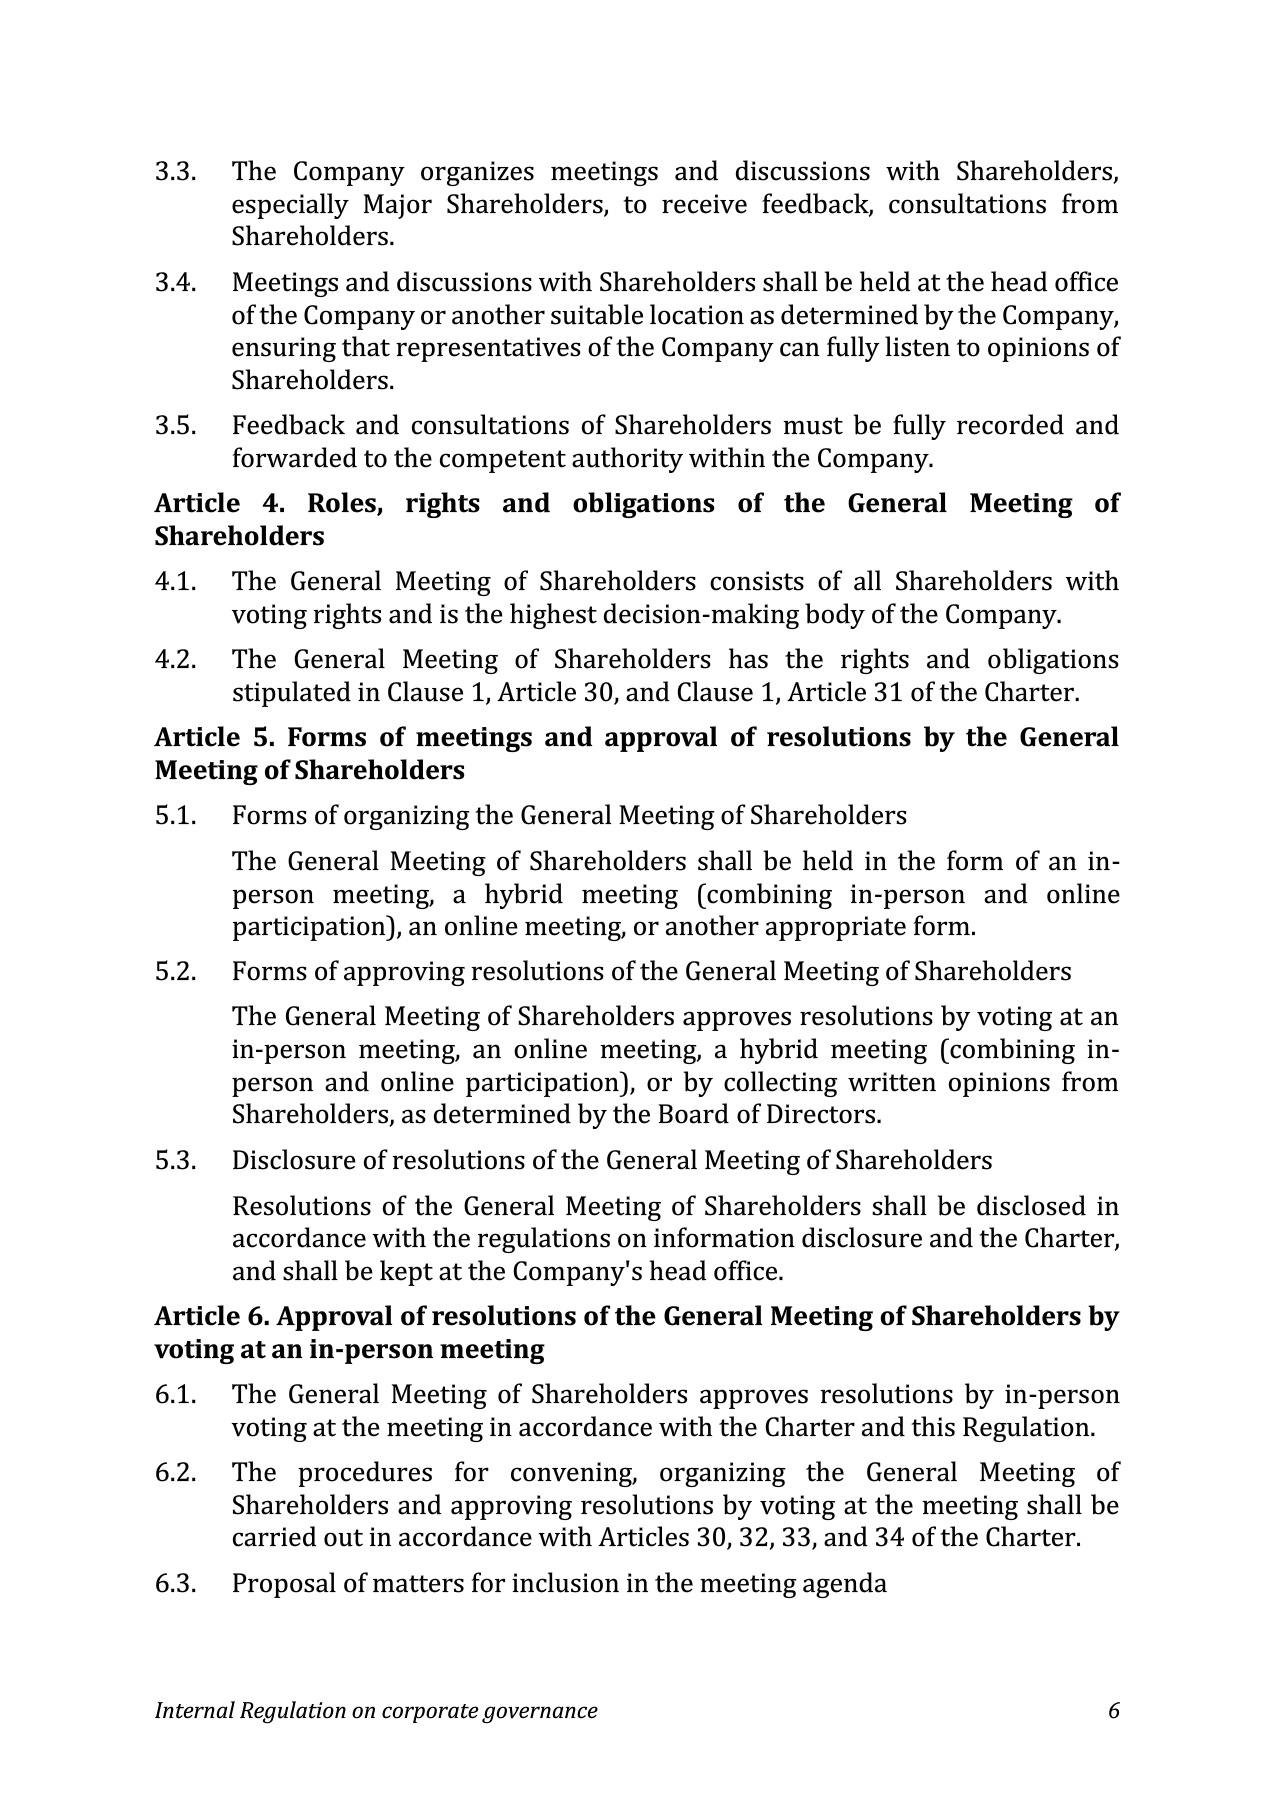 3.3. The Company organizes meetings and discussions with Shareholders,
especially Major Shareholders, to receive feedback, consultations from
Shareholders.
3.4. Meetings and discussions with Shareholders shall be held at the head office
of the Company or another suitable location as determined by the Company,
ensuring that representatives of the Company can fully listen to opinions of
Shareholders.
3.5. Feedback and consultations of Shareholders must be fully recorded and
forwarded to the competent authority within the Company.
Article 4. Roles, rights and obligations of the General Meeting of
Shareholders
4.1. The General Meeting of Shareholders consists of all Shareholders with
voting rights and is the highest decision-making body of the Company.
4.2. The General Meeting of Shareholders has the rights and obligations
stipulated in Clause 1, Article 30, and Clause 1, Article 31 of the Charter.
Article 5. Forms of meetings and approval of resolutions by the General
Meeting of Shareholders
5.1. Forms of organizing the General Meeting of Shareholders
The General Meeting of Shareholders shall be held in the form of an in-
person meeting, a hybrid meeting (combining in-person and online
participation), an online meeting, or another appropriate form.
5.2. Forms of approving resolutions of the General Meeting of Shareholders
The General Meeting of Shareholders approves resolutions by voting at an
in-person meeting, an online meeting, a hybrid meeting (combining in-
person and online participation), or by collecting written opinions from
Shareholders, as determined by the Board of Directors.
5.3. Disclosure of resolutions of the General Meeting of Shareholders
Resolutions of the General Meeting of Shareholders shall be disclosed in
accordance with the regulations on information disclosure and the Charter,
and shall be kept at the Company's head office.
Article 6. Approval of resolutions of the General Meeting of Shareholders by
voting at an in-person meeting
6.1. The General Meeting of Shareholders approves resolutions by in-person
voting at the meeting in accordance with the Charter and this Regulation.
6.2. The procedures for convening, organizing the General Meeting of
Shareholders and approving resolutions by voting at the meeting shall be
carried out in accordance with Articles 30, 32, 33, and 34 of the Charter.
6.3. Proposal of matters for inclusion in the meeting agenda
Internal Regulation on corporate governance 6